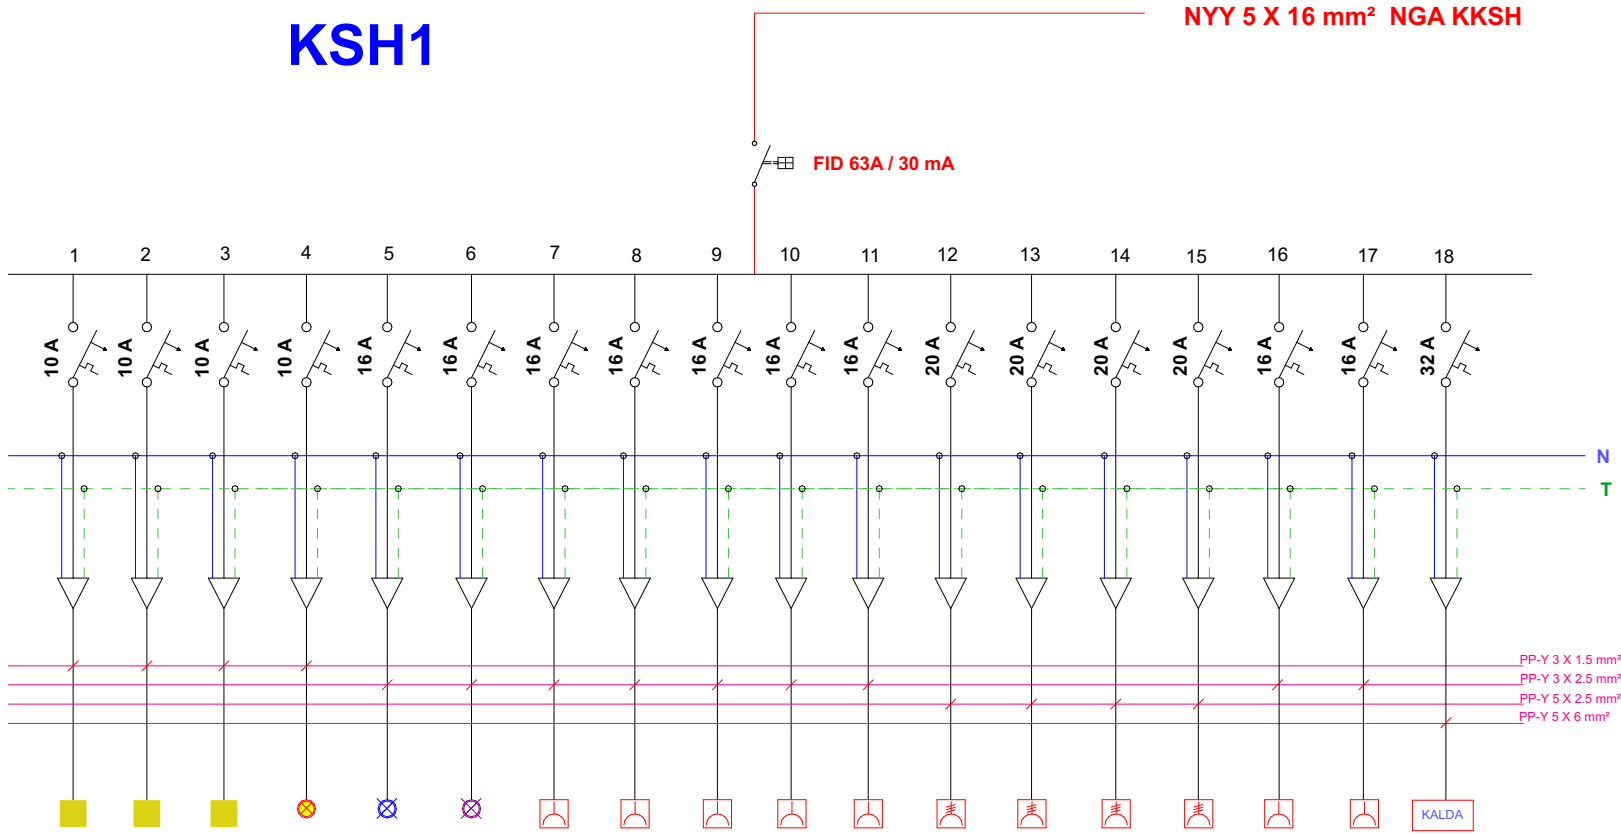 NYY 5 X 16 mm² NGA KKSH
KSH1
FID 63A / 30 mA
1 2 3 4 5 6 7 8 9 10 11 12 13 14 15 16 17 18
10 A 10 A 10 A 10 A 16 A 16 A 16 A 16 A 16 A 16 A 16 A 20 A 20 A 20 A 20 A 16 A 16 A 32 A
N
T
PP-Y 3 X 1.5 mm²
PP-Y 3 X 2.5 mm²
PP-Y 5 X 2.5 mm²
PP-Y 5 X 6 mm²
KALDA